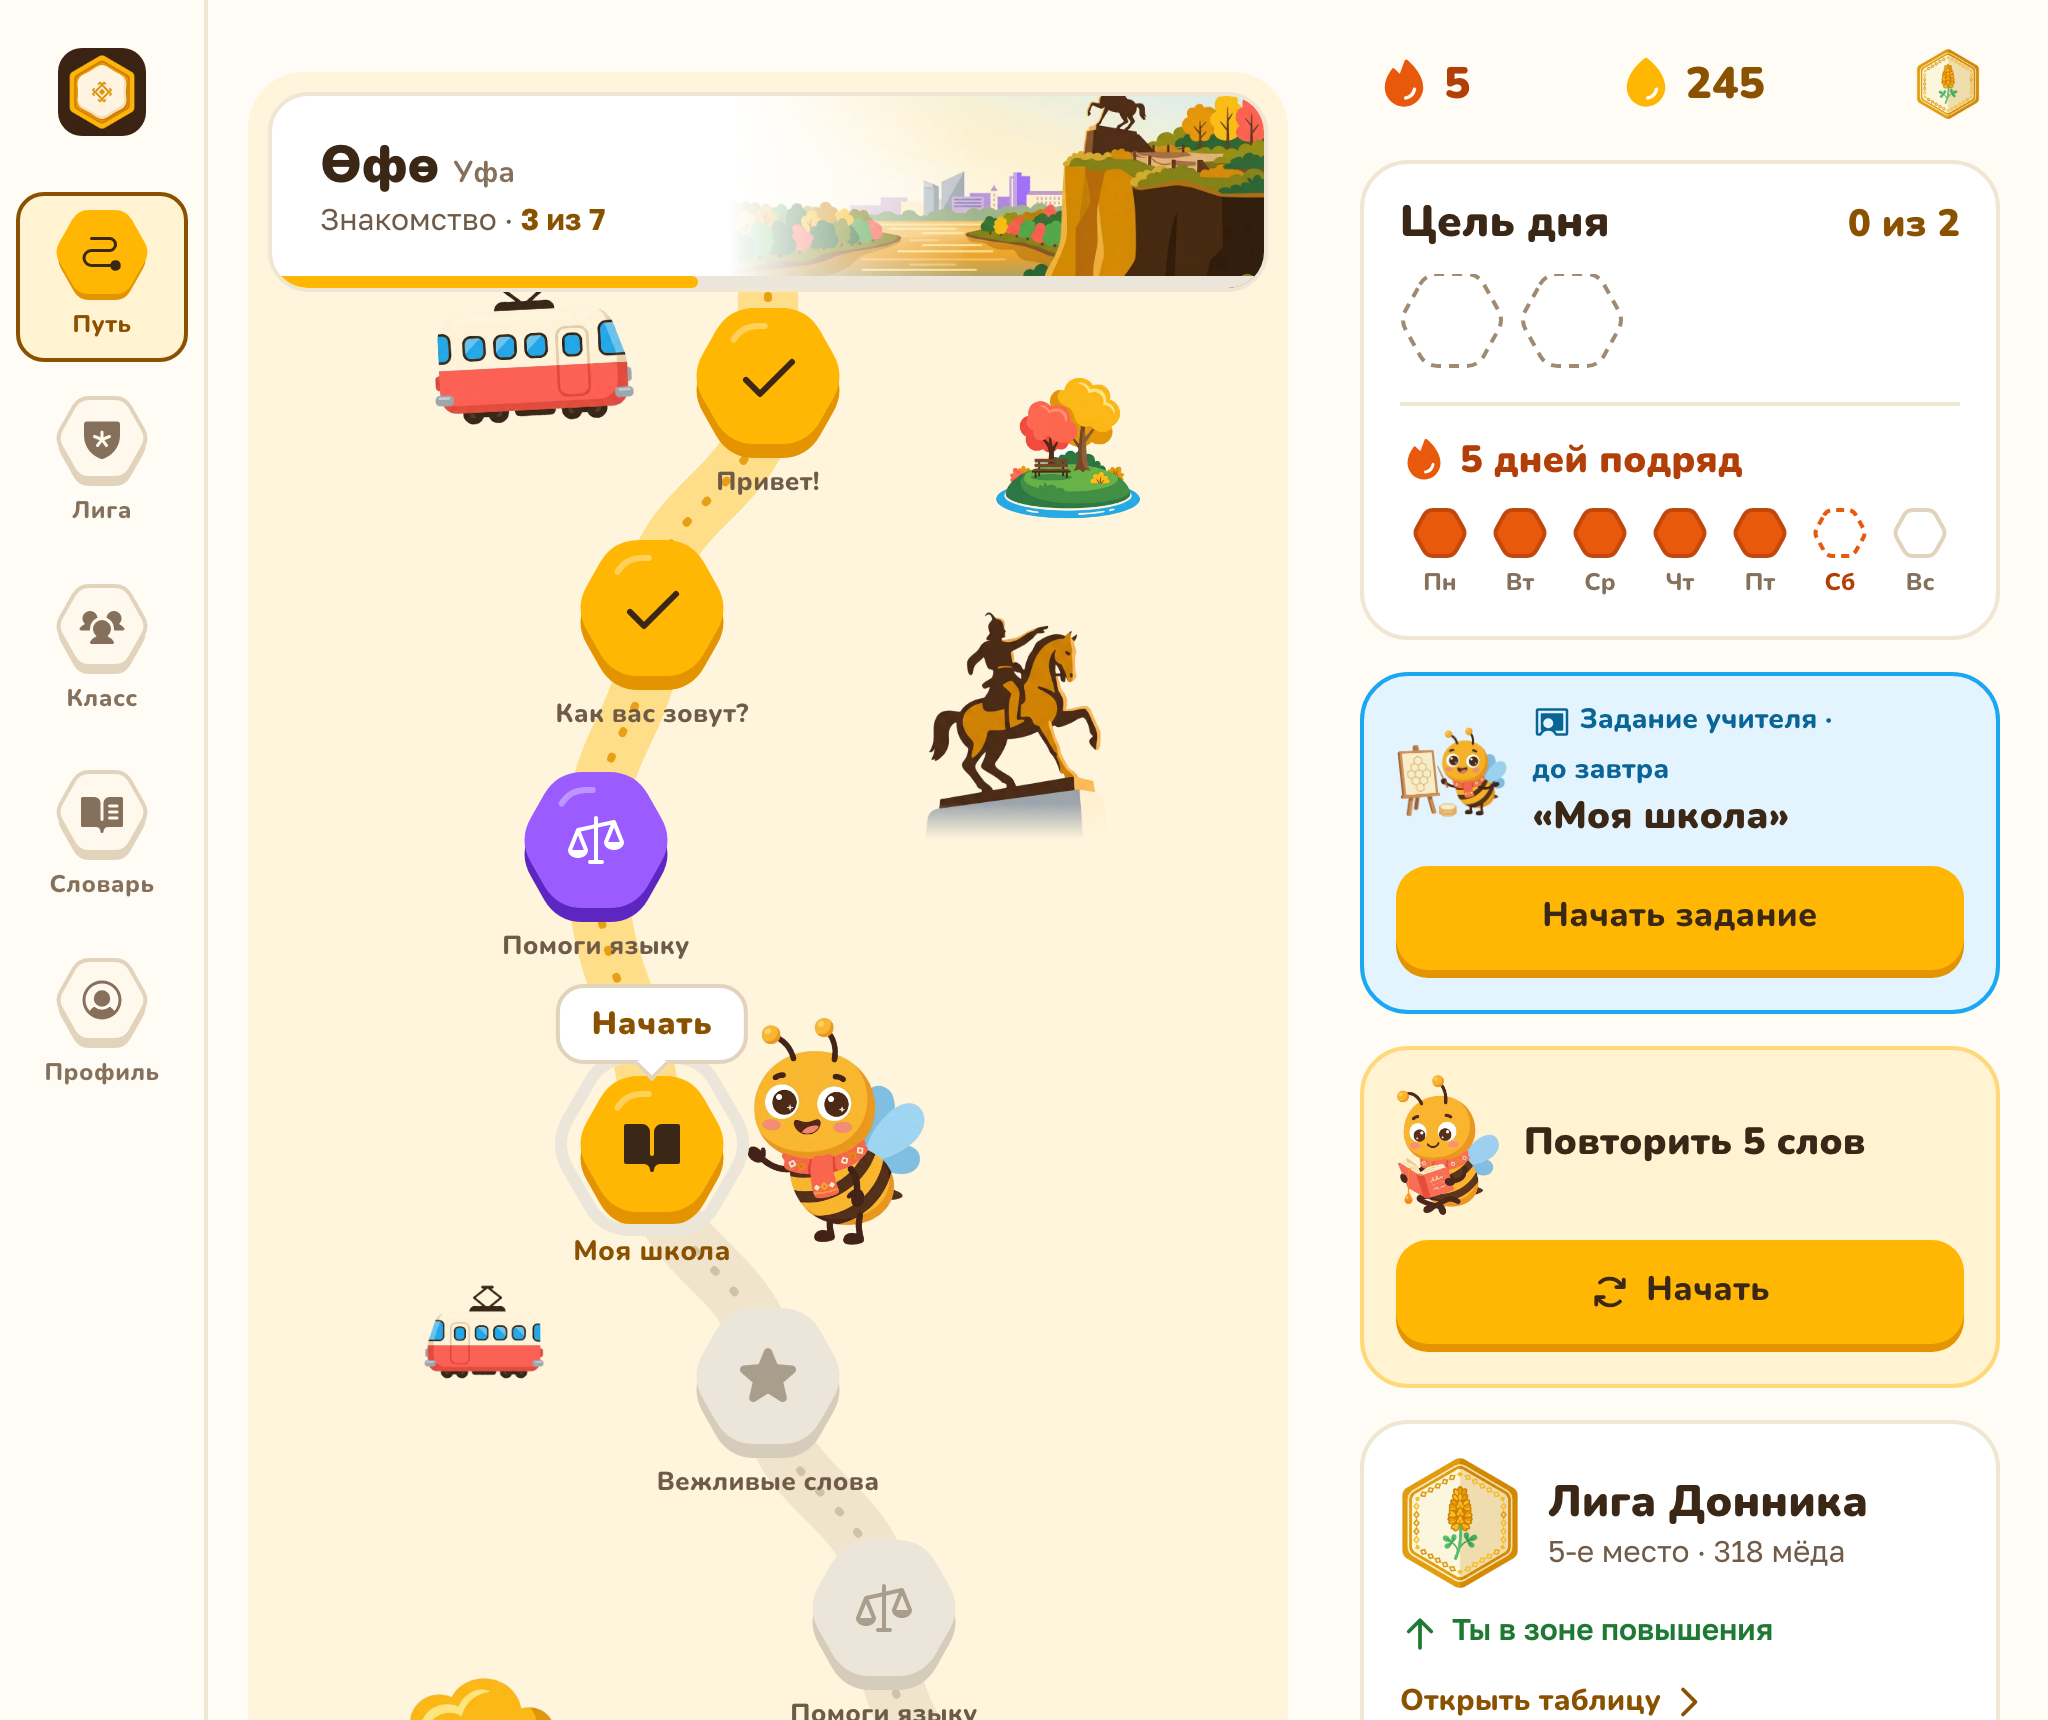 Путь
Лига
Класс
Словарь
Профиль
Өфө Уфа
Знакомство · 3 из 7
Привет!
Как вас зовут?
Помоги языку
Начать
Моя школа
Вежливые слова
Помоги языку
5
245
Цель дня
0 из 2
5 дней подряд
Пн Вт Ср Чт Пт Сб Вс
Задание учителя ·
до завтра
«Моя школа»
Начать задание
Повторить 5 слов
Начать
Лига Донника
5-е место · 318 мёда
Ты в зоне повышения
Открыть таблицу